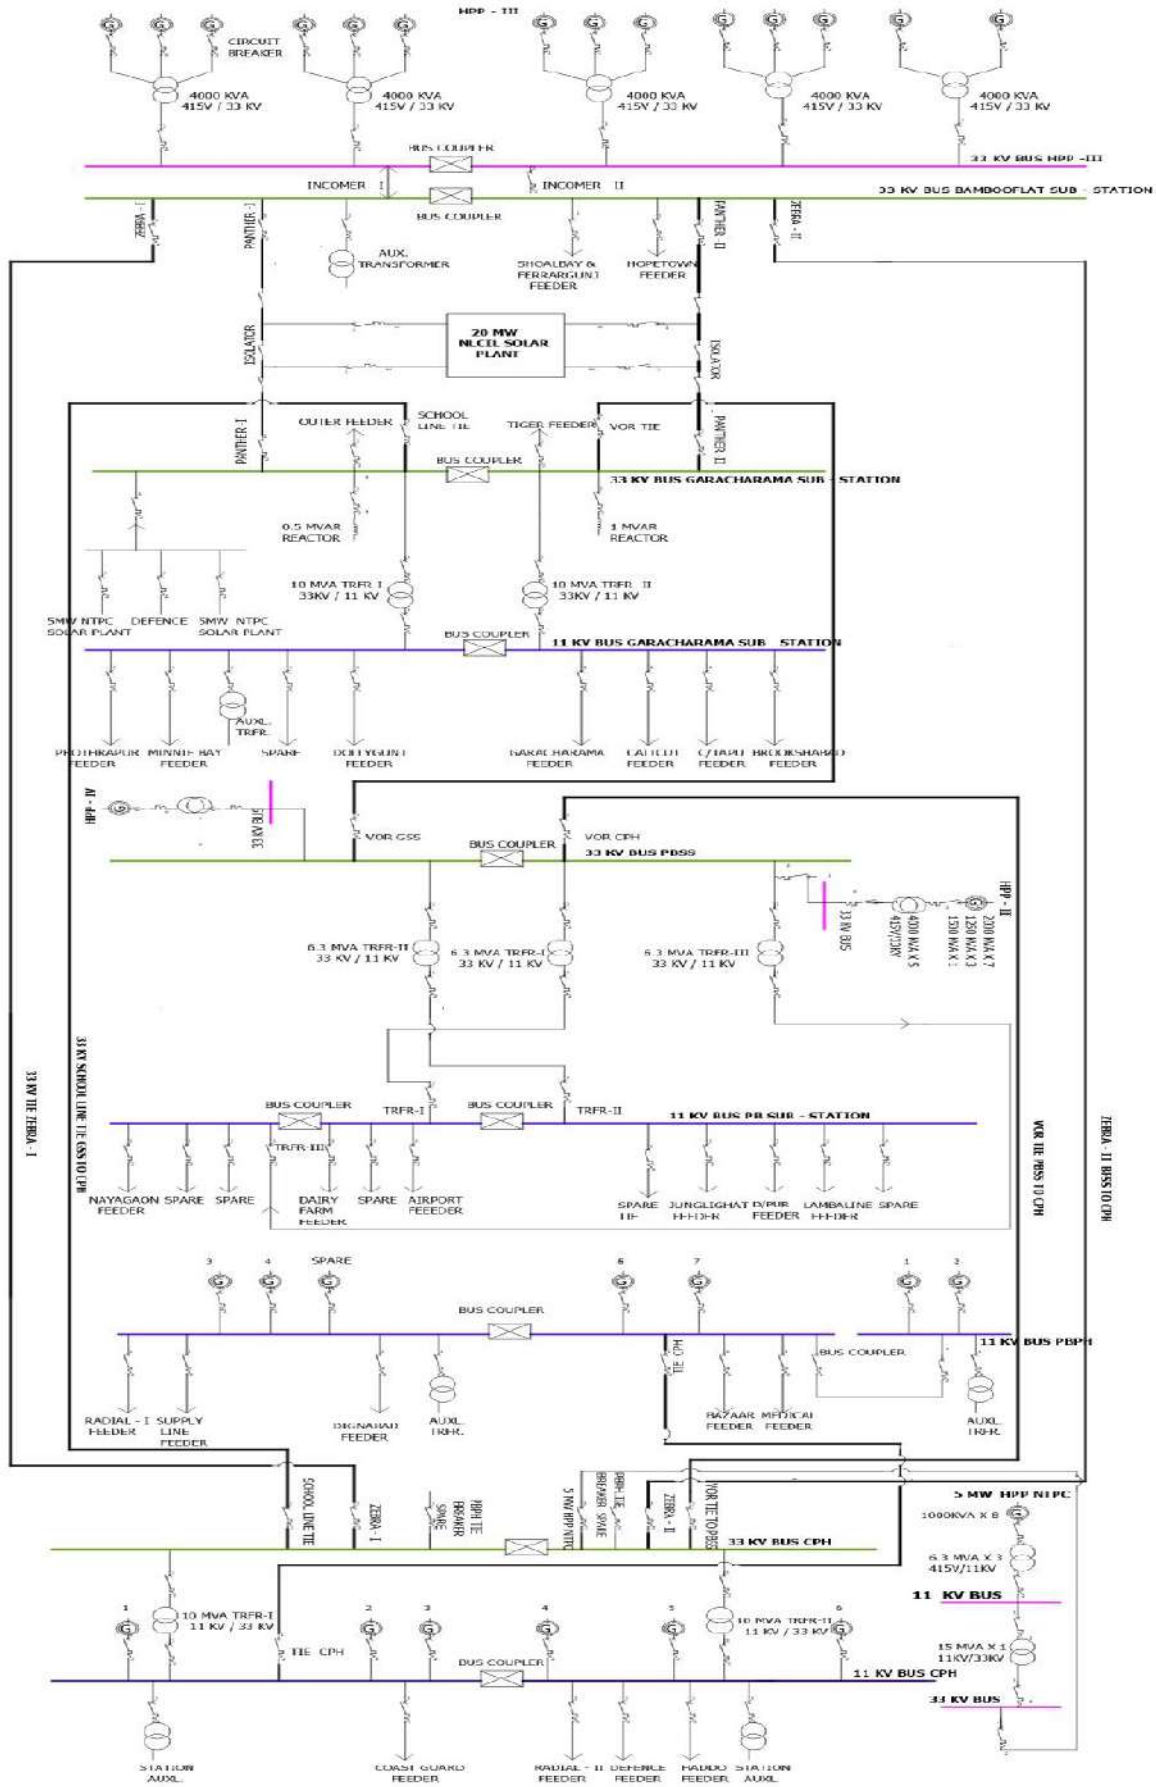 HPP - III
CIRCUIT
BREAKER
4000 KVA
415V / 33 KV
4000 KVA
415V / 33 KV
4000 KVA
415V / 33 KV
4000 KVA
415V / 33 KV
4000 KVA
415V / 33 KV
BUS COUPLER
33 KV BUS HPP -III
INCOMER I
INCOMER II
33 KV BUS BAMBOOFLAT SUB - STATION
BUS COUPLER
PANTHER-I
PANTHER-II
ZEBRA-II
AUX.
TRANSFORMER
SHOALBAY &
FERRARGUNJ
FEEDER
HOPETOWN
FEEDER
20 MW
NLCIL SOLAR
PLANT
ISOLATOR
ISOLATOR
OUTER FEEDER
SCHOOL
LINE TIE
TIGER FEEDER
VOR TIE
PANTHER-I
PANTHER II
BUS COUPLER
33 KV BUS GARACHARAMA SUB - STATION
0.5 MVAR
REACTOR
1 MVAR
REACTOR
10 MVA TRFR I
33KV / 11 KV
10 MVA TRFR II
33KV / 11 KV
5MW NTPC
SOLAR PLANT
DEFENCE
5MW NTPC
SOLAR PLANT
BUS COUPLER
11 KV BUS GARACHARAMA SUB - STATION
AUXL.
TRFR.
PROTHRAPUR
FEEDER
MINNIE BAY
FEEDER
SPARE
DOLLYGUNJ
FEEDER
GARACHARAMA
FEEDER
CALICUT
FEEDER
C/TAPU
FEEDER
BROOKSHABAD
FEEDER
HPP - IV
33 KV BUS
VOR GSS
VOR CPH
BUS COUPLER
33 KV BUS PBSS
HPP - II
33 KV BUS
4000 KVA X 5
415V/33KV
2000 KVA X 7
1250 KVA X 3
1500 KVA X 1
6.3 MVA TRFR-II
33 KV / 11 KV
6.3 MVA TRFR-I
33 KV / 11 KV
6.3 MVA TRFR-III
33 KV / 11 KV
33 KV TIE ZEBRA - I
33 KV SCHOOL LINE TIE GSS TO CPH
VOR TIE PBSS TO CPH
ZEBRA - II BFSS TO CPH
BUS COUPLER
TRFR-I
BUS COUPLER
TRFR-II
11 KV BUS PB SUB - STATION
TRFR-III
NAYAGAON
FEEDER
SPARE
SPARE
DAIRY
FARM
FEEDER
SPARE
AIRPORT
FEEEDER
SPARE
TIE
JUNGLIGHAT
FEEDER
D/PUR
FEEDER
LAMBALINE
FEEDER
SPARE
3
4
SPARE
6
7
1
2
BUS COUPLER
11 KV BUS PBPH
TIE CPH
BUS COUPLER
RADIAL - I
FEEDER
SUPPLY
LINE
FEEDER
DIGNABAD
FEEDER
AUXL.
TRFR.
BAZAAR
FEEDER
MEDICAL
FEEDER
AUXL.
TRFR.
SCHOOL LINE TIE
ZEBRA - I
PBPH TIE
BREAKER
SPARE
5 MW HPP NTPC
PBPH TIE
BREAKER SPARE
ZEBRA - II
VOR TIE TO PBSS
33 KV BUS CPH
5 MW HPP NTPC
1000KVA X 8
6.3 MVA X 3
415V/11KV
11 KV BUS
15 MVA X 1
11KV/33KV
33 KV BUS
1
10 MVA TRFR-I
11 KV / 33 KV
TIE CPH
2
3
4
5
10 MVA TRFR-II
11 KV / 33 KV
6
BUS COUPLER
11 KV BUS CPH
STATION
AUXL.
COAST GUARD
FEEDER
RADIAL - II
FEEDER
DEFENCE
FEEDER
HADDO
FEEDER
STATION
AUXL